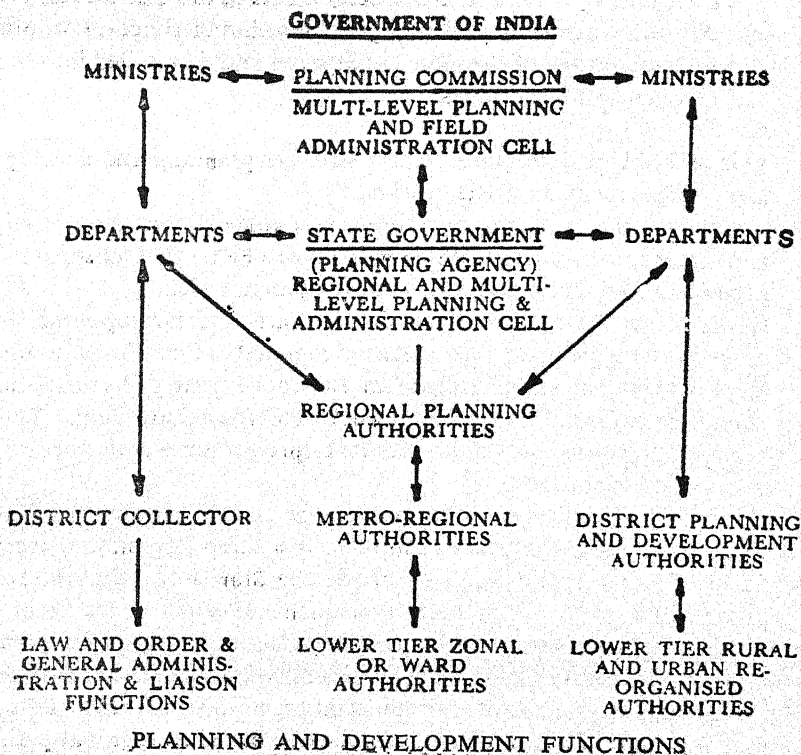 GOVERNMENT OF INDIA
MINISTRIES
PLANNING COMMISSION
MINISTRIES
MULTI-LEVEL PLANNING
AND FIELD
ADMINISTRATION CELL
DEPARTMENTS
STATE GOVERNMENT
DEPARTMENTS
(PLANNING AGENCY)
REGIONAL AND MULTI-
LEVEL PLANNING &
ADMINISTRATION CELL
REGIONAL PLANNING
AUTHORITIES
DISTRICT COLLECTOR
METRO-REGIONAL
AUTHORITIES
DISTRICT PLANNING
AND DEVELOPMENT
AUTHORITIES
LAW AND ORDER &
GENERAL ADMINIS-
TRATION & LIAISON
FUNCTIONS
LOWER TIER ZONAL
OR WARD
AUTHORITIES
LOWER TIER RURAL
AND URBAN RE-
ORGANISED
AUTHORITIES
PLANNING AND DEVELOPMENT FUNCTIONS